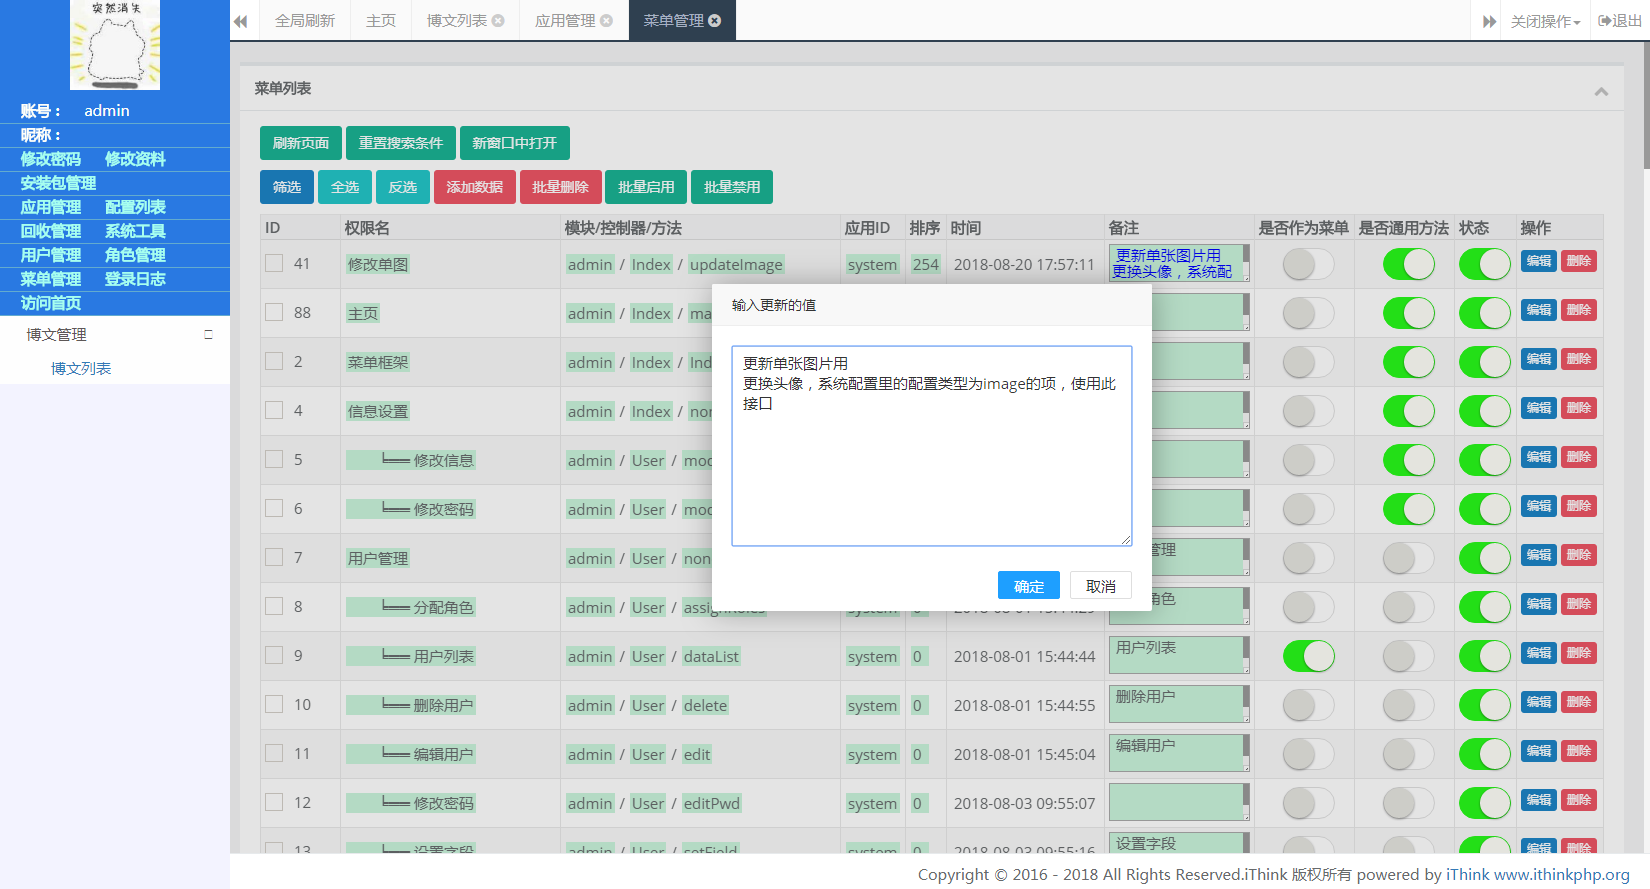 突然消失
账号： admin
昵称：
修改密码 修改资料
安装包管理
应用管理 配置列表
回收管理 系统工具
用户管理 角色管理
菜单管理 登录日志
访问首页
博文管理
博文列表
全局刷新 主页 博文列表 应用管理 菜单管理 关闭操作 退出
菜单列表
刷新页面 重置搜索条件 新窗口中打开
筛选 全选 反选 添加数据 批量删除 批量启用 批量禁用
ID 权限名 模块/控制器/方法 应用ID 排序 时间 备注 是否作为菜单 是否通用方法 状态 操作
41 修改单图 admin / Index / updateImage system 254 2018-08-20 17:57:11 更新单张图片用 编辑 删除
更换头像，系统配
88 主页 admin / Index / ma 编辑 删除
2 菜单框架 admin / Index / Ind 编辑 删除
4 信息设置 admin / Index / nor 编辑 删除
5 ╘══ 修改信息 admin / User / moc 编辑 删除
6 ╘══ 修改密码 admin / User / moc 编辑 删除
7 用户管理 admin / User / non 管理 编辑 删除
8 ╘══ 分配角色 admin / User / assignRoles system 0 角色 编辑 删除
9 ╘══ 用户列表 admin / User / dataList system 0 2018-08-01 15:44:44 用户列表 编辑 删除
10 ╘══ 删除用户 admin / User / delete system 0 2018-08-01 15:44:55 删除用户 编辑 删除
11 ╘══ 编辑用户 admin / User / edit system 0 2018-08-01 15:45:04 编辑用户 编辑 删除
12 ╘══ 修改密码 admin / User / editPwd system 0 2018-08-03 09:55:07 编辑 删除
13 ╘══ 设置字段 admin / User / setField system 0 2018-08-03 09:55:16 设置字段 编辑 删除
输入更新的值
更新单张图片用
更换头像，系统配置里的配置类型为image的项，使用此
接口
确定 取消
Copyright © 2016 - 2018 All Rights Reserved.iThink 版权所有 powered by iThink www.ithinkphp.org